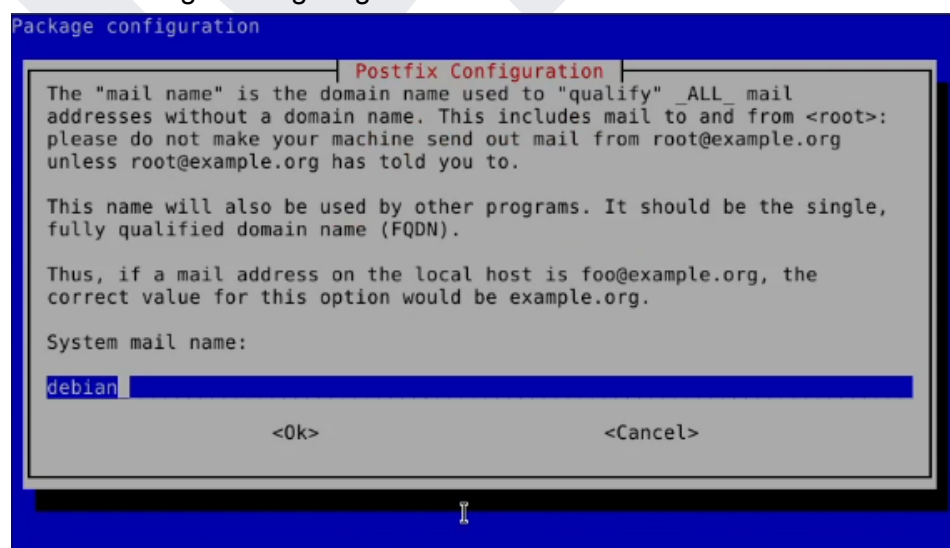 Package configuration
Postfix Configuration
The "mail name" is the domain name used to "qualify" _ALL_ mail
addresses without a domain name. This includes mail to and from <root>:
please do not make your machine send out mail from root@example.org
unless root@example.org has told you to.
This name will also be used by other programs. It should be the single,
fully qualified domain name (FQDN).
Thus, if a mail address on the local host is foo@example.org, the
correct value for this option would be example.org.
System mail name:
debian
<Ok> <Cancel>